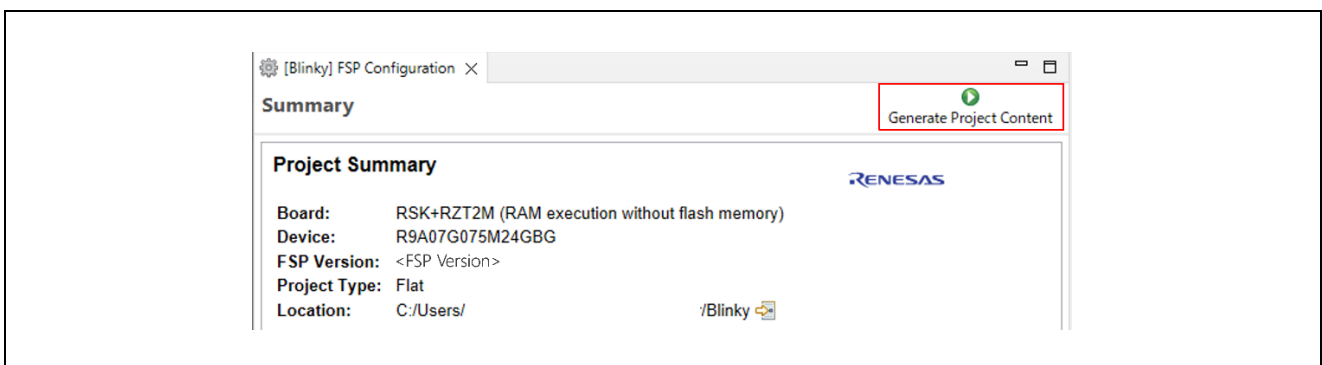 [Blinky] FSP Configuration
Summary
Generate Project Content
Project Summary
RENESAS
Board: RSK+RZT2M (RAM execution without flash memory)
Device: R9A07G075M24GBG
FSP Version: <FSP Version>
Project Type: Flat
Location: C:/Users/ /Blinky